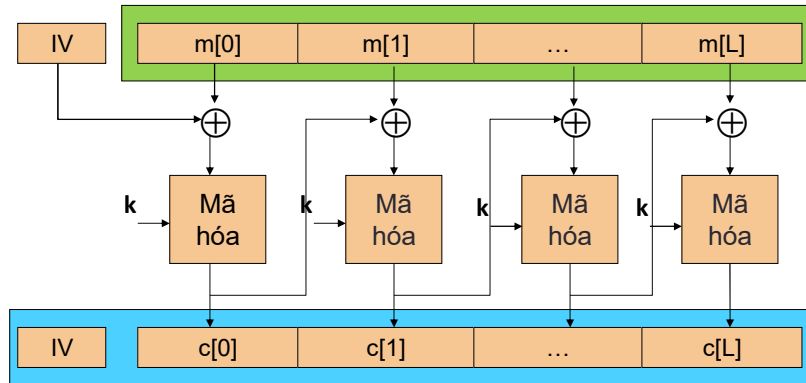 IV m[0] m[1] … m[L]
k Mã hóa k Mã hóa k Mã hóa k Mã hóa
IV c[0] c[1] … c[L]